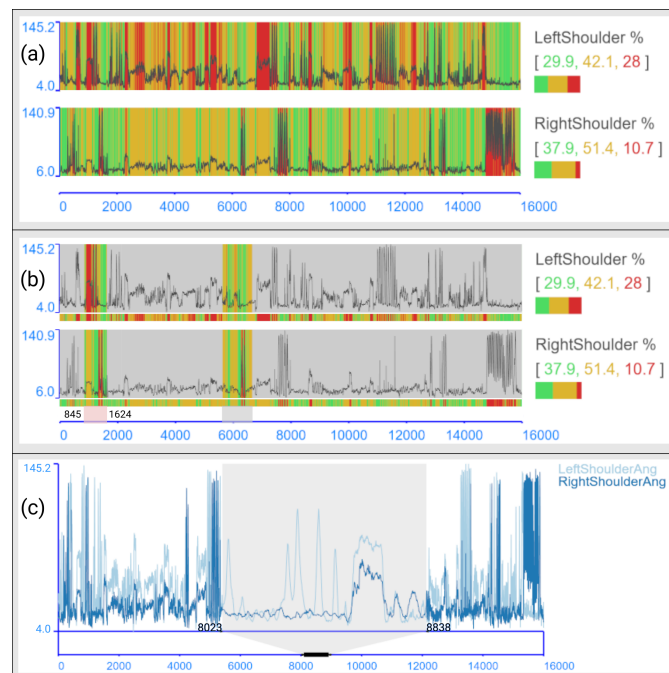 (a)
145.2
4.0
LeftShoulder %
[ 29.9, 42.1, 28 ]
140.9
6.0
RightShoulder %
[ 37.9, 51.4, 10.7 ]
0 2000 4000 6000 8000 10000 12000 14000 16000
(b)
145.2
4.0
LeftShoulder %
[ 29.9, 42.1, 28 ]
140.9
6.0
RightShoulder %
[ 37.9, 51.4, 10.7 ]
845 1624
0 2000 4000 6000 8000 10000 12000 14000 16000
(c)
145.2
4.0
LeftShoulderAng
RightShoulderAng
8023 8838
0 2000 4000 6000 8000 10000 12000 14000 16000